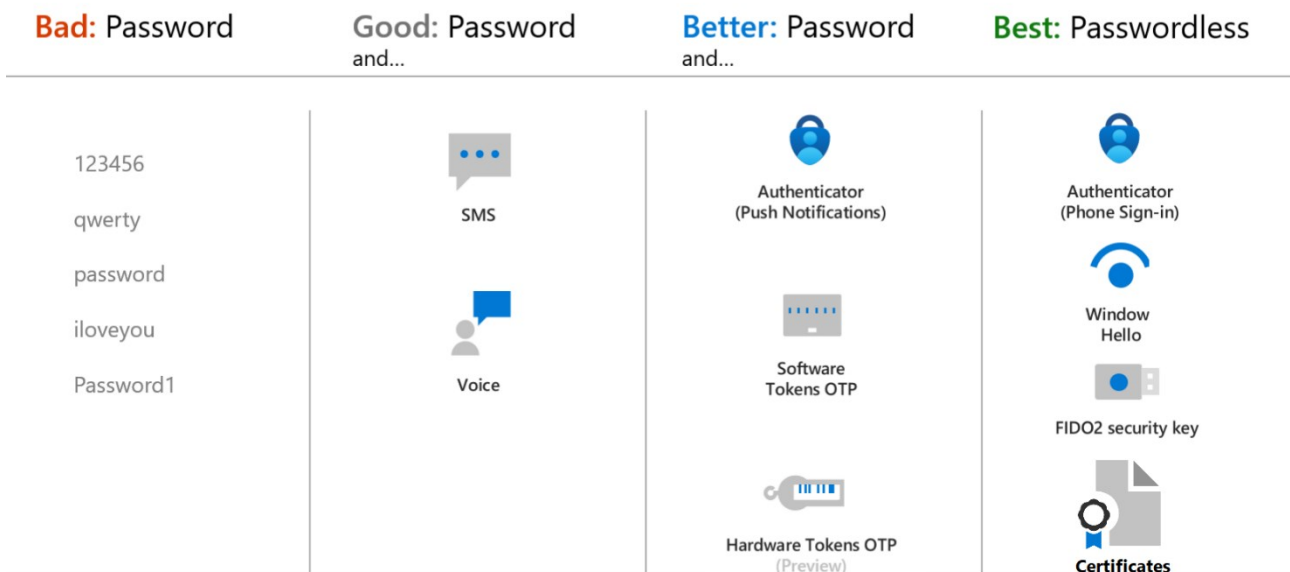 Bad: Password
Good: Password
and...
Better: Password
and...
Best: Passwordless
123456
qwerty
password
iloveyou
Password1
SMS
Voice
Authenticator
(Push Notifications)
Software
Tokens OTP
Hardware Tokens OTP
(Preview)
Authenticator
(Phone Sign-in)
Window
Hello
FIDO2 security key
Certificates